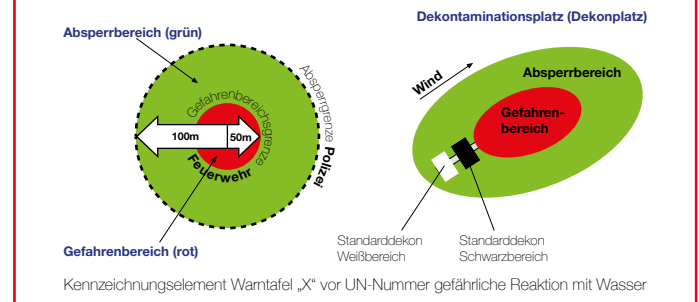 Dekontaminationsplatz (Dekonplatz)
Absperrbereich (grün)
Absperrgrenze
Polizei
Gefahrenbereichsgrenze
Feuerwehr
100m
50m
Gefahrenbereich (rot)
Wind
Absperrbereich
Gefahren-
bereich
Standarddekon
Weißbereich
Standarddekon
Schwarzbereich
Kennzeichnungselement Warntafel „X“ vor UN-Nummer gefährliche Reaktion mit Wasser